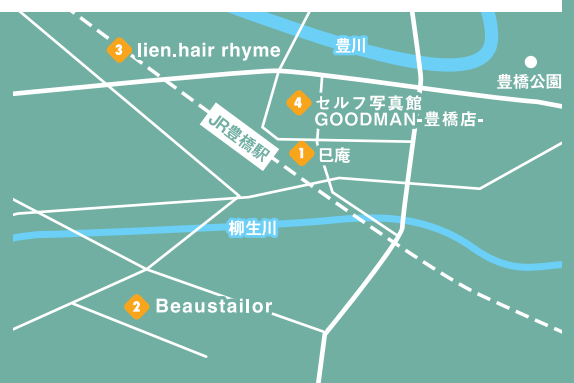 3 lien.hair rhyme
豊川
豊橋公園
4 セルフ写真館
GOODMAN-豊橋店-
JR豊橋駅
1 巳庵
柳生川
2 Beaustailor